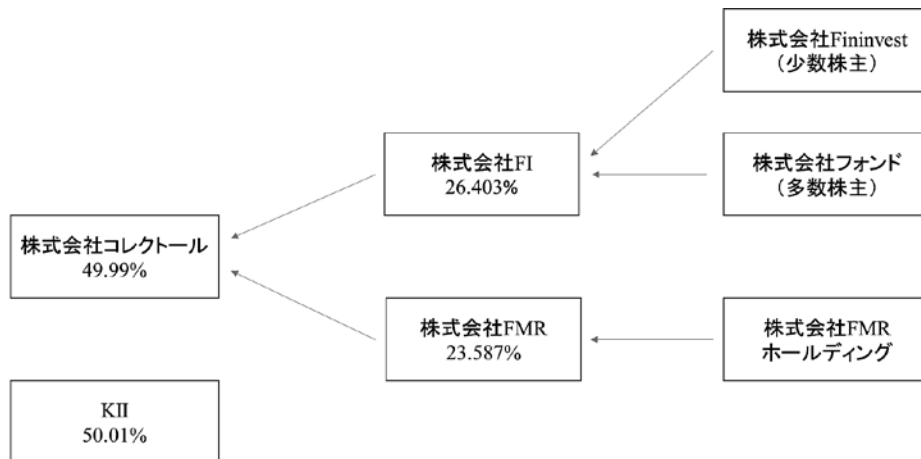 株式会社Fininvest
（少数株主）
株式会社FI
26.403%
株式会社フォンド
（多数株主）
株式会社コレクトール
49.99%
株式会社FMR
23.587%
株式会社FMR
ホールディング
KII
50.01%